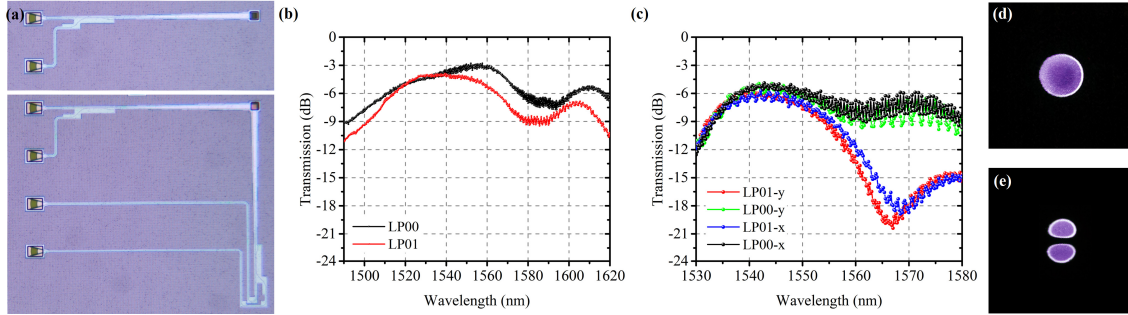 (a)
(b)
0
-3
-6
-9
-12
-15
-18
-21
-24
Transmission (dB)
LP00
LP01
1500 1520 1540 1560 1580 1600 1620
Wavelength (nm)
(c)
0
-3
-6
-9
-12
-15
-18
-21
-24
Transmission (dB)
LP01-y
LP00-y
LP01-x
LP00-x
1530 1540 1550 1560 1570 1580
Wavelength (nm)
(d)
(e)